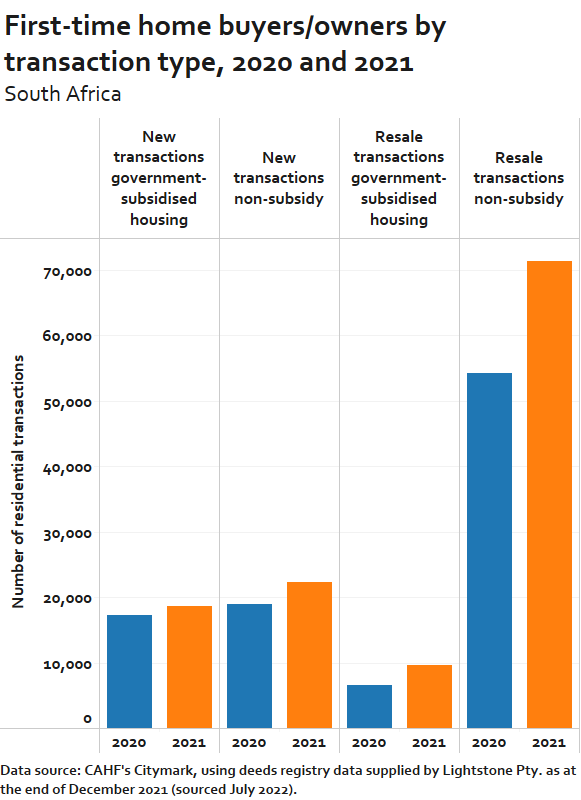 First-time home buyers/owners by
transaction type, 2020 and 2021
South Africa
New
transactions
government-
subsidised
housing
New
transactions
non-subsidy
Resale
transactions
government-
subsidised
housing
Resale
transactions
non-subsidy
Number of residential transactions
70,000
60,000
50,000
40,000
30,000
20,000
10,000
0
2020 2021 2020 2021 2020 2021 2020 2021
Data source: CAHF's Citymark, using deeds registry data supplied by Lightstone Pty. as at
the end of December 2021 (sourced July 2022).